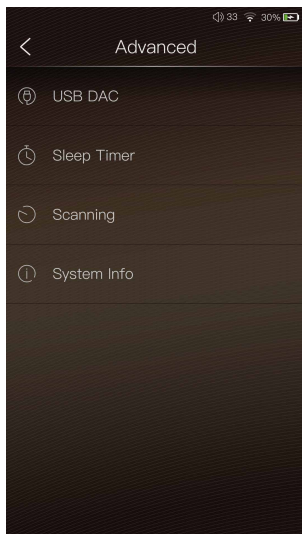 33 30%
Advanced
USB DAC
Sleep Timer
Scanning
System Info